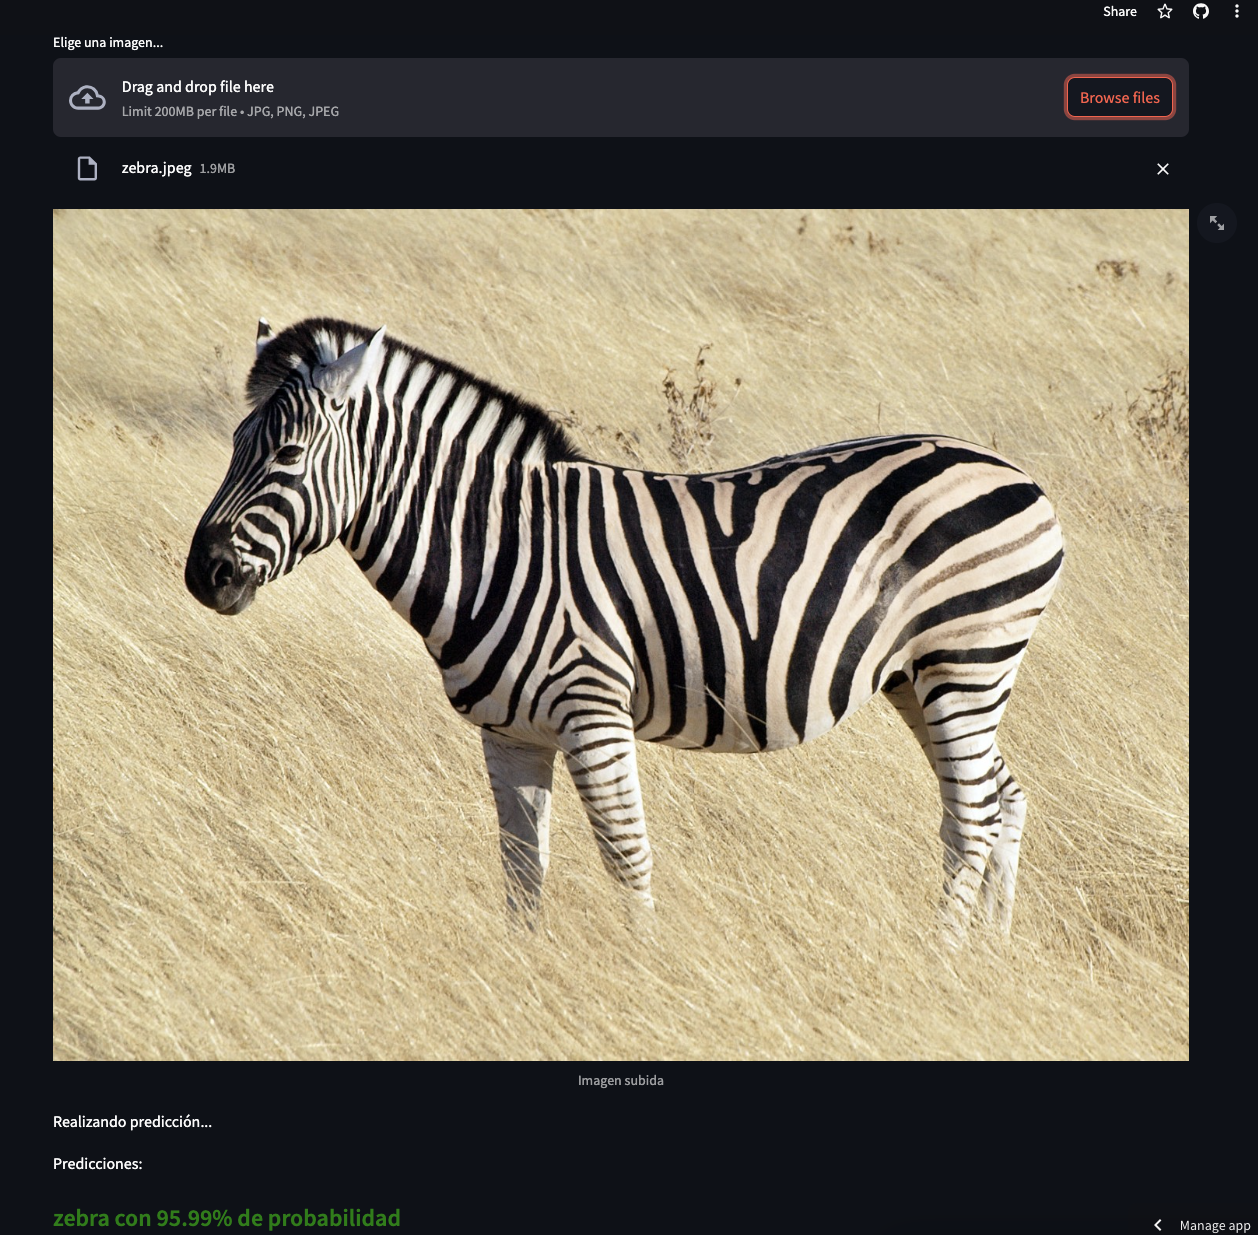 Share
Elige una imagen...
Drag and drop file here
Limit 200MB per file • JPG, PNG, JPEG
Browse files
zebra.jpeg 1.9MB
Imagen subida
Realizando predicción...
Predicciones:
zebra con 95.99% de probabilidad
Manage app